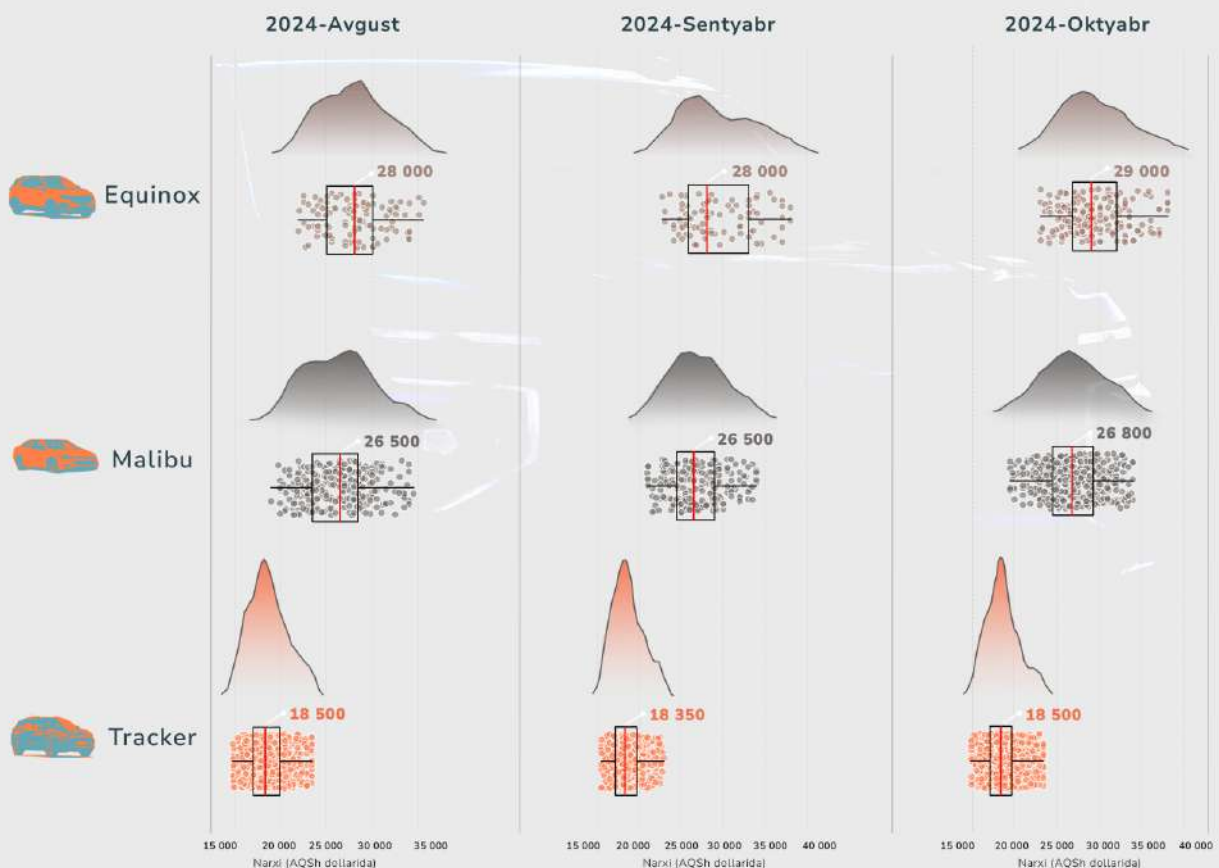 2024-Avgust
2024-Sentyabr
2024-Oktyabr
Equinox
28 000
28 000
29 000
Malibu
26 500
26 500
26 800
Tracker
18 500
18 350
18 500
15 000 20 000 25 000 30 000 35 000
15 000 20 000 25 000 30 000 35 000 40 000
15 000 20 000 25 000 30 000 35 000 40 000
Narxi (AQSh dollarida)
Narxi (AQSh dollarida)
Narxi (AQSh dollarida)